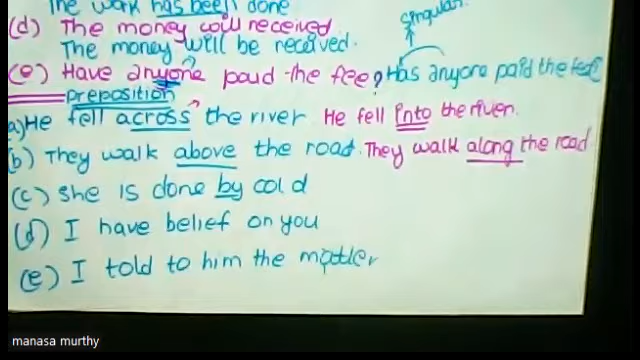 The work has been done
singular
(d) The money will received
The money will be received.
(e) Have anyone paid the fee? Has anyone paid the fee?
preposition
a) He fell across the river He fell into the river.
(b) They walk above the road. They walk along the road
(c) She is done by cold
(d) I have belief on you
(e) I told to him the matter
manasa murthy